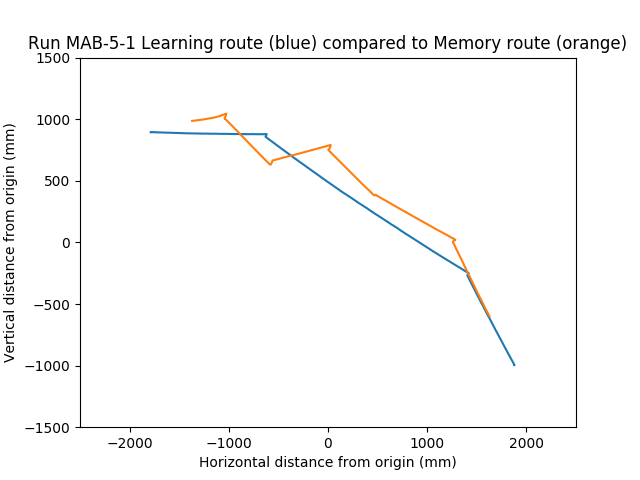 Run MAB-5-1 Learning route (blue) compared to Memory route (orange)
1500
1000
500
0
−500
−1000
−1500
Vertical distance from origin (mm)
−2000 −1000 0 1000 2000
Horizontal distance from origin (mm)